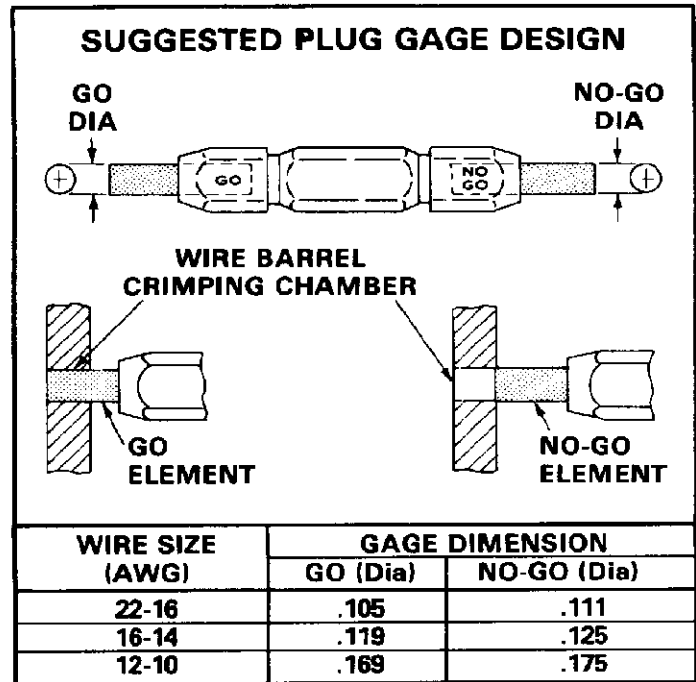 SUGGESTED PLUG GAGE DESIGN
GO
DIA
NO-GO
DIA
GO
NO
GO
WIRE BARREL
CRIMPING CHAMBER
GO
ELEMENT
NO-GO
ELEMENT
WIRE SIZE
(AWG)
GAGE DIMENSION
GO (Dia) NO-GO (Dia)
22-16 .105 .111
16-14 .119 .125
12-10 .169 .175